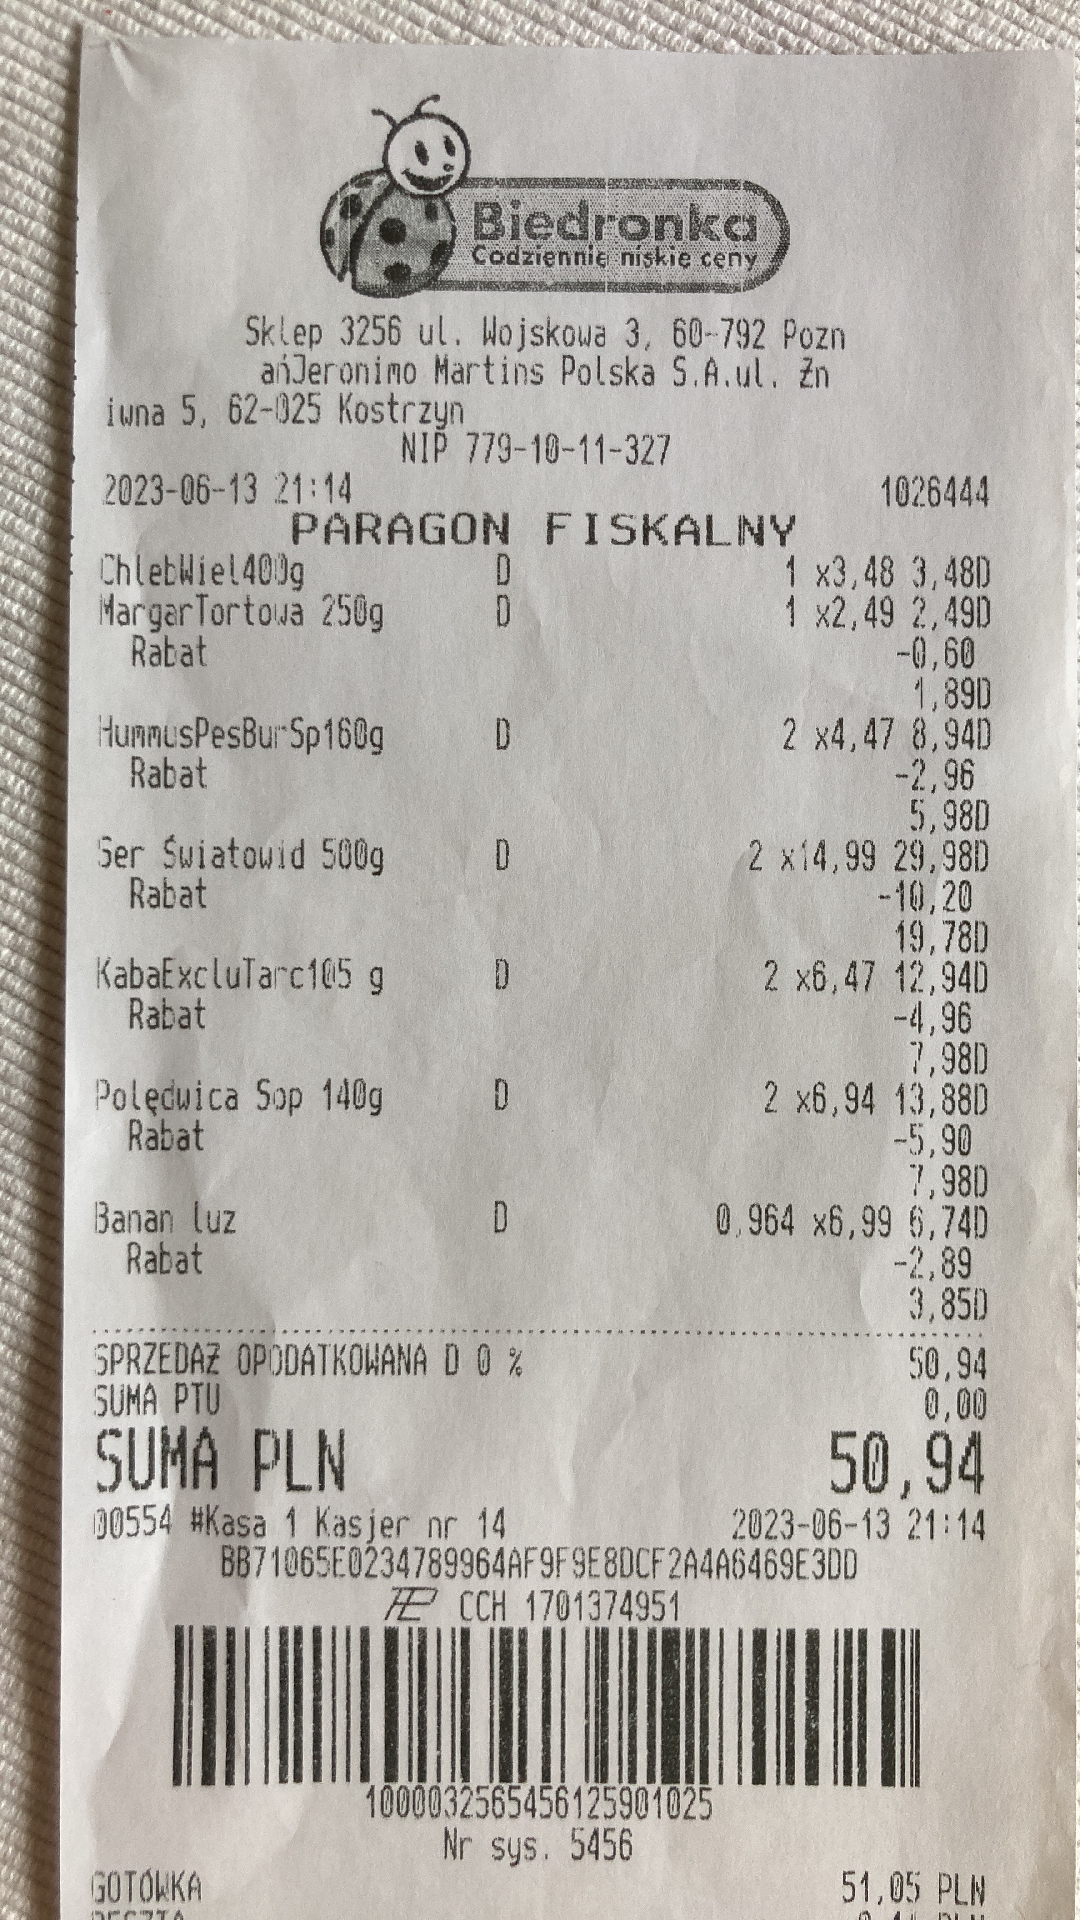 Biedronka
Codziennie niskie ceny
Sklep 3256 ul. Wojskowa 3, 60-792 Pozn
ańJeronimo Martins Polska S.A.ul. Żn
iwna 5, 62-025 Kostrzyn
NIP 779-10-11-327
2023-06-13 21:14 1026444
PARAGON FISKALNY
ChlebWiel400g D 1 x3,48 3,48D
MargarTortowa 250g D 1 x2,49 2,49D
Rabat -0,60
1,89D
HummusPesBurSp160g D 2 x4,47 8,94D
Rabat -2,96
5,98D
Ser Światowid 500g D 2 x14,99 29,98D
Rabat -10,20
19,78D
KabaExcluTarc105 g D 2 x6,47 12,94D
Rabat -4,96
7,98D
Polędwica Sop 140g D 2 x6,94 13,88D
Rabat -5,90
7,98D
Banan luz D 0,964 x6,99 6,74D
Rabat -2,89
3,85D
SPRZEDAŻ OPODATKOWANA D 0 % 50,94
SUMA PTU 0,00
SUMA PLN 50,94
00554 #Kasa 1 Kasjer nr 14 2023-06-13 21:14
BB71065E0234789964AF9F9E8DCF2A4A6469E3DD
CCH 1701374951
1000032565456125901025
Nr sys. 5456
GOTÓWKA 51,05 PLN